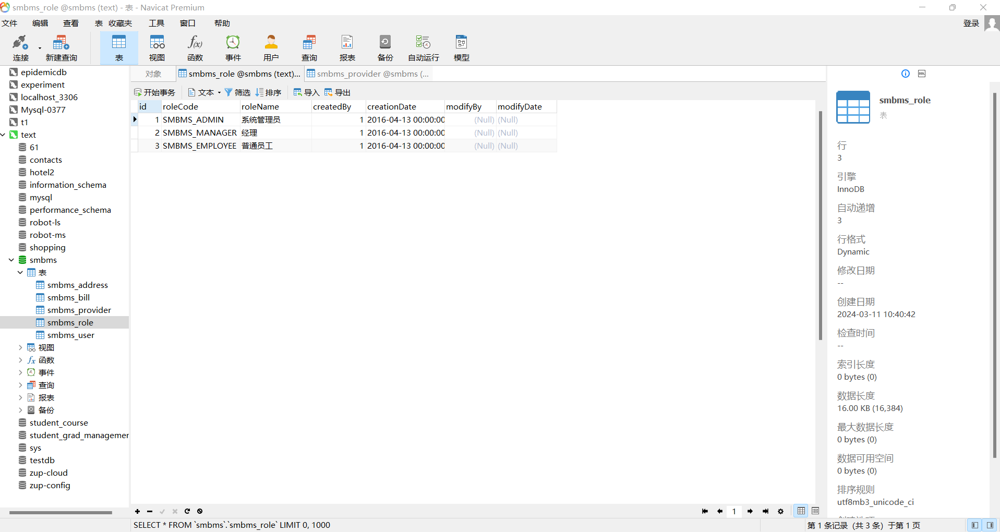 smbms_role @smbms (text) - 表 - Navicat Premium
文件 编辑 查看 表 收藏夹 工具 窗口 帮助
登录
连接 新建查询 表 视图 函数 事件 用户 查询 报表 备份 自动运行 模型
epidemicdb
experiment
localhost_3306
Mysql-0377
t1
text
61
contacts
hotel2
information_schema
mysql
performance_schema
robot-ls
robot-ms
shopping
smbms
表
smbms_address
smbms_bill
smbms_provider
smbms_role
smbms_user
视图
函数
事件
查询
报表
备份
student_course
student_grad_managemen
sys
testdb
zup-cloud
zup-config
对象 smbms_role @smbms (text)... smbms_provider @smbms (...
开始事务 文本 筛选 排序 导入 导出
id roleCode roleName createdBy creationDate modifyBy modifyDate
1 SMBMS_ADMIN 系统管理员 1 2016-04-13 00:00:00 (Null) (Null)
2 SMBMS_MANAGER 经理 1 2016-04-13 00:00:00 (Null) (Null)
3 SMBMS_EMPLOYEE 普通员工 1 2016-04-13 00:00:00 (Null) (Null)
1
SELECT * FROM `smbms`.`smbms_role` LIMIT 0, 1000
第 1 条记录 (共 3 条) 于第 1 页
DDL
smbms_role
表
行
3
引擎
InnoDB
自动递增
3
行格式
Dynamic
修改日期
--
创建日期
2024-03-11 10:40:42
检查时间
--
索引长度
0 bytes (0)
数据长度
16.00 KB (16,384)
最大数据长度
0 bytes (0)
数据可用空间
0 bytes (0)
排序规则
utf8mb3_unicode_ci